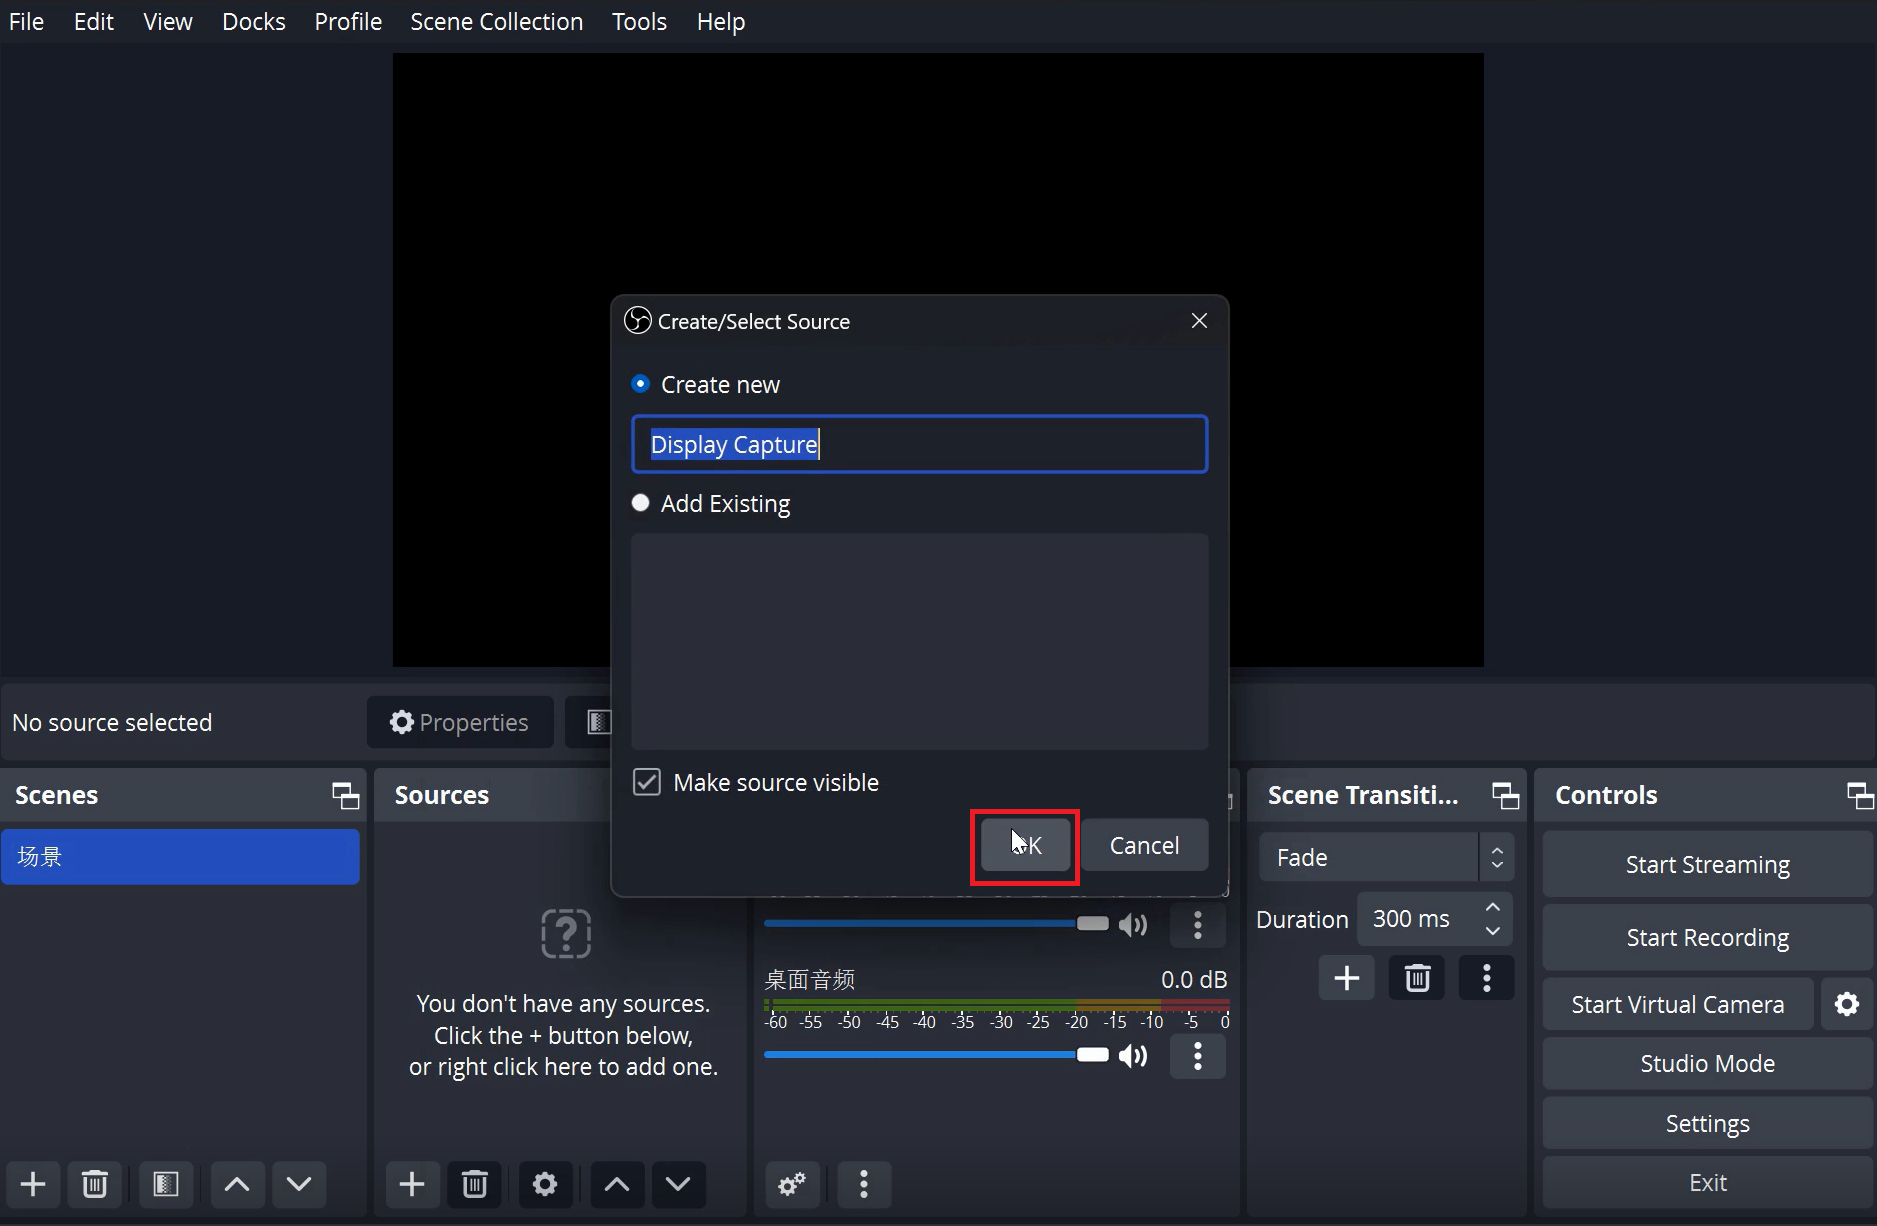 File Edit View Docks Profile Scene Collection Tools Help
Create/Select Source
Create new
Display Capture
Add Existing
Make source visible
Cancel
No source selected
Properties
Scenes
场景
Sources
You don't have any sources.
Click the + button below,
or right click here to add one.
桌面音频 0.0 dB
-60 -55 -50 -45 -40 -35 -30 -25 -20 -15 -10 -5 0
Scene Transiti...
Fade
Duration 300 ms
Controls
Start Streaming
Start Recording
Start Virtual Camera
Studio Mode
Settings
Exit